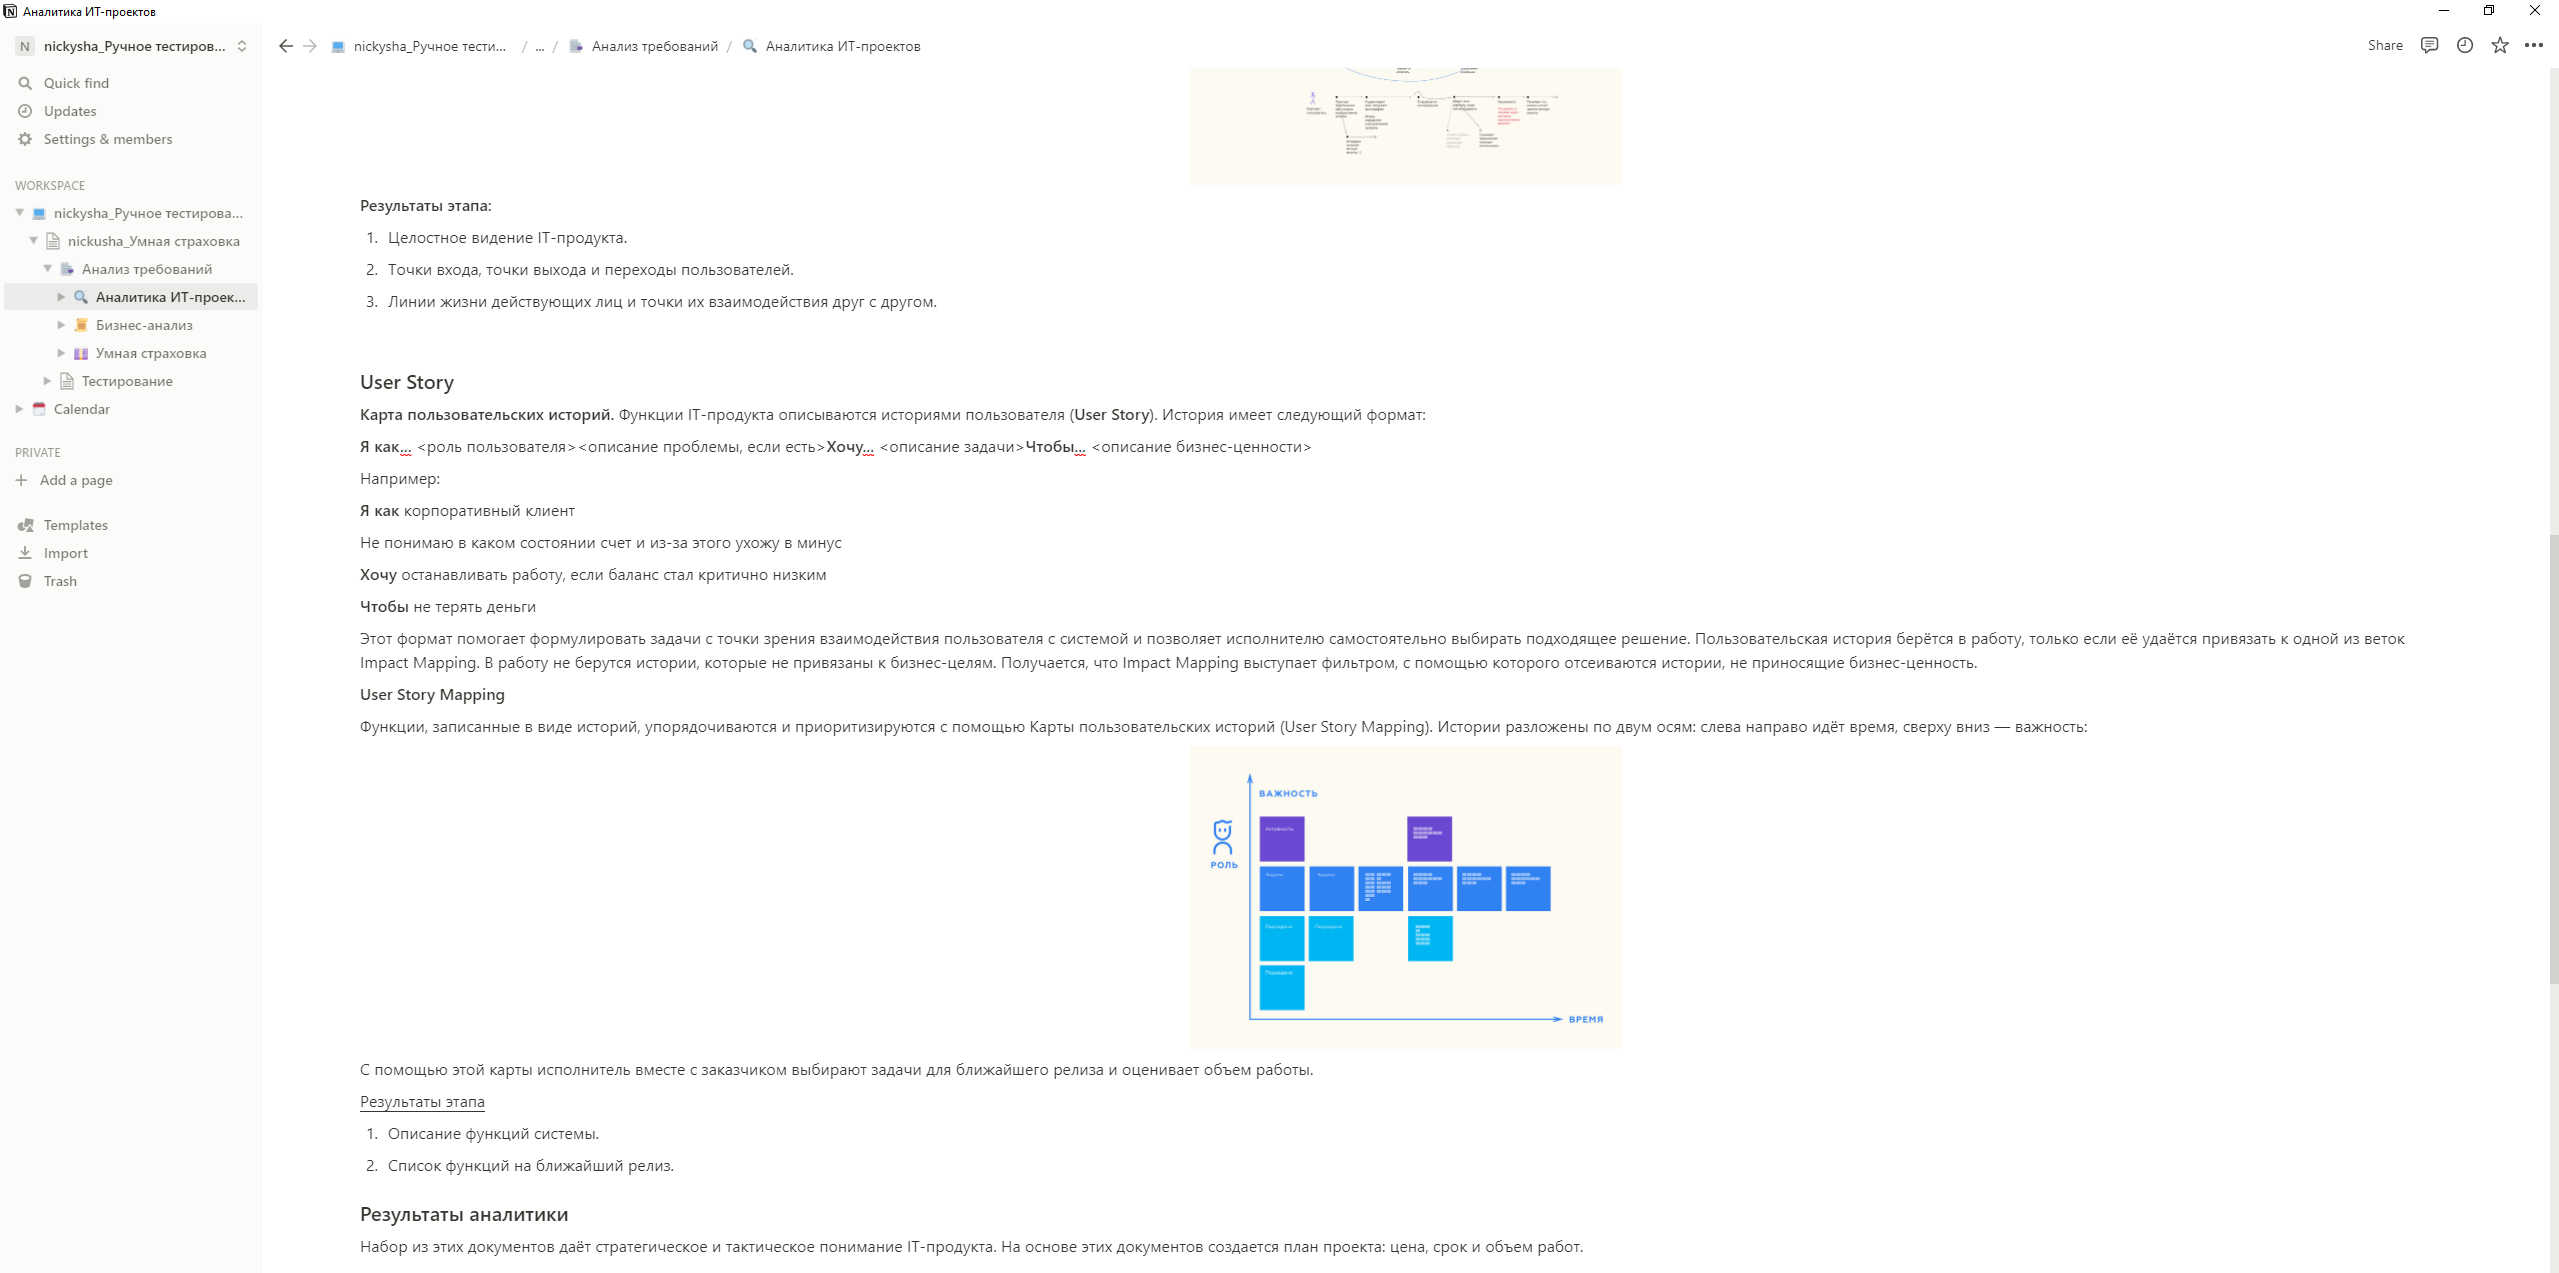 Аналитика ИТ-проектов
N nickysha_Ручное тестиров...
nickysha_Ручное тести... / ... / Анализ требований / Аналитика ИТ-проектов
Share
Quick find
Updates
Settings & members
WORKSPACE
nickysha_Ручное тестирова...
nickusha_Умная страховка
Анализ требований
Аналитика ИТ-проек...
Бизнес-анализ
Умная страховка
Тестирование
Calendar
PRIVATE
Add a page
Templates
Import
Trash
Результаты этапа:
1. Целостное видение IT-продукта.
2. Точки входа, точки выхода и переходы пользователей.
3. Линии жизни действующих лиц и точки их взаимодействия друг с другом.
User Story
Карта пользовательских историй. Функции IT-продукта описываются историями пользователя (User Story). История имеет следующий формат:
Я как... <роль пользователя><описание проблемы, если есть>Хочу... <описание задачи>Чтобы... <описание бизнес-ценности>
Например:
Я как корпоративный клиент
Не понимаю в каком состоянии счет и из-за этого ухожу в минус
Хочу останавливать работу, если баланс стал критично низким
Чтобы не терять деньги
Этот формат помогает формулировать задачи с точки зрения взаимодействия пользователя с системой и позволяет исполнителю самостоятельно выбирать подходящее решение. Пользовательская история берётся в работу, только если её удаётся привязать к одной из веток
Impact Mapping. В работу не берутся истории, которые не привязаны к бизнес-целям. Получается, что Impact Mapping выступает фильтром, с помощью которого отсеиваются истории, не приносящие бизнес-ценность.
User Story Mapping
Функции, записанные в виде историй, упорядочиваются и приоритизируются с помощью Карты пользовательских историй (User Story Mapping). Истории разложены по двум осям: слева направо идёт время, сверху вниз — важность:
ВАЖНОСТЬ
РОЛЬ
Активность
Задача
Задача
Подзадача
Подзадача
Подзадача
ВРЕМЯ
С помощью этой карты исполнитель вместе с заказчиком выбирают задачи для ближайшего релиза и оценивает объем работы.
Результаты этапа
1. Описание функций системы.
2. Список функций на ближайший релиз.
Результаты аналитики
Набор из этих документов даёт стратегическое и тактическое понимание IT-продукта. На основе этих документов создается план проекта: цена, срок и объем работ.